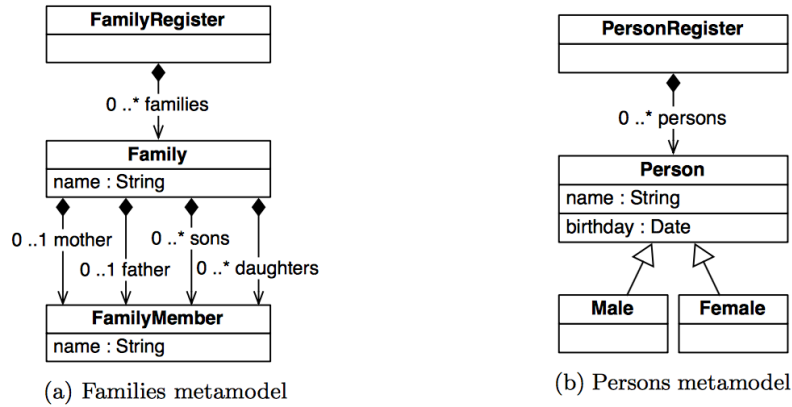 FamilyRegister
0 ..* families
Family
name : String
0 ..1 mother
0 ..* sons
0 ..1 father
0 ..* daughters
FamilyMember
name : String
(a) Families metamodel
PersonRegister
0 ..* persons
Person
name : String
birthday : Date
Male
Female
(b) Persons metamodel